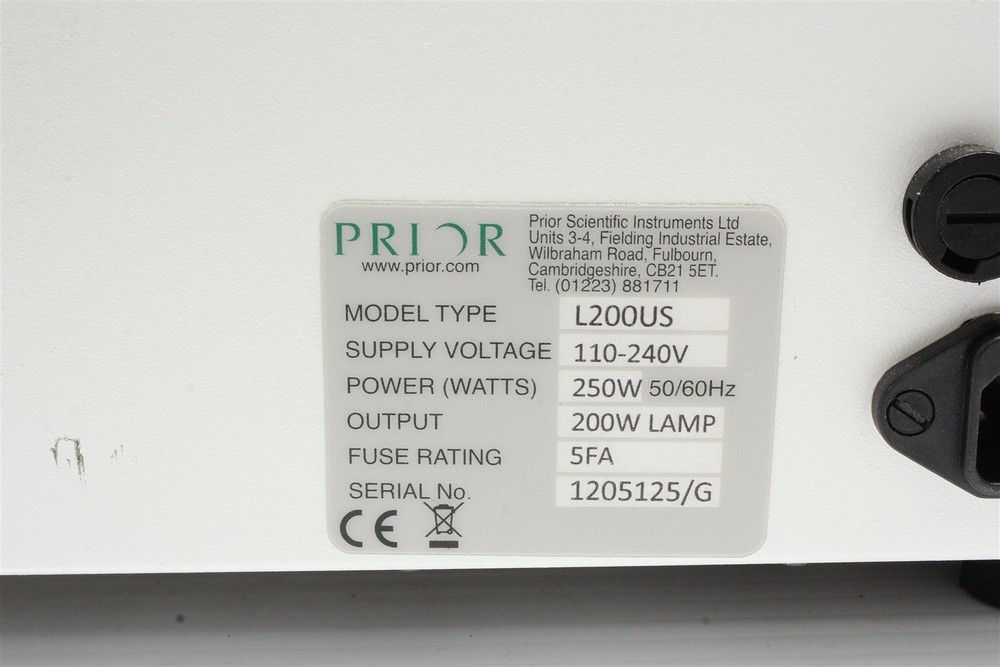 PRIOR
www.prior.com
Prior Scientific Instruments Ltd
Units 3-4, Fielding Industrial Estate,
Wilbraham Road, Fulbourn,
Cambridgeshire, CB21 5ET.
Tel. (01223) 881711
MODEL TYPE L200US
SUPPLY VOLTAGE 110-240V
POWER (WATTS) 250W 50/60Hz
OUTPUT 200W LAMP
FUSE RATING 5FA
SERIAL No. 1205125/G
CE